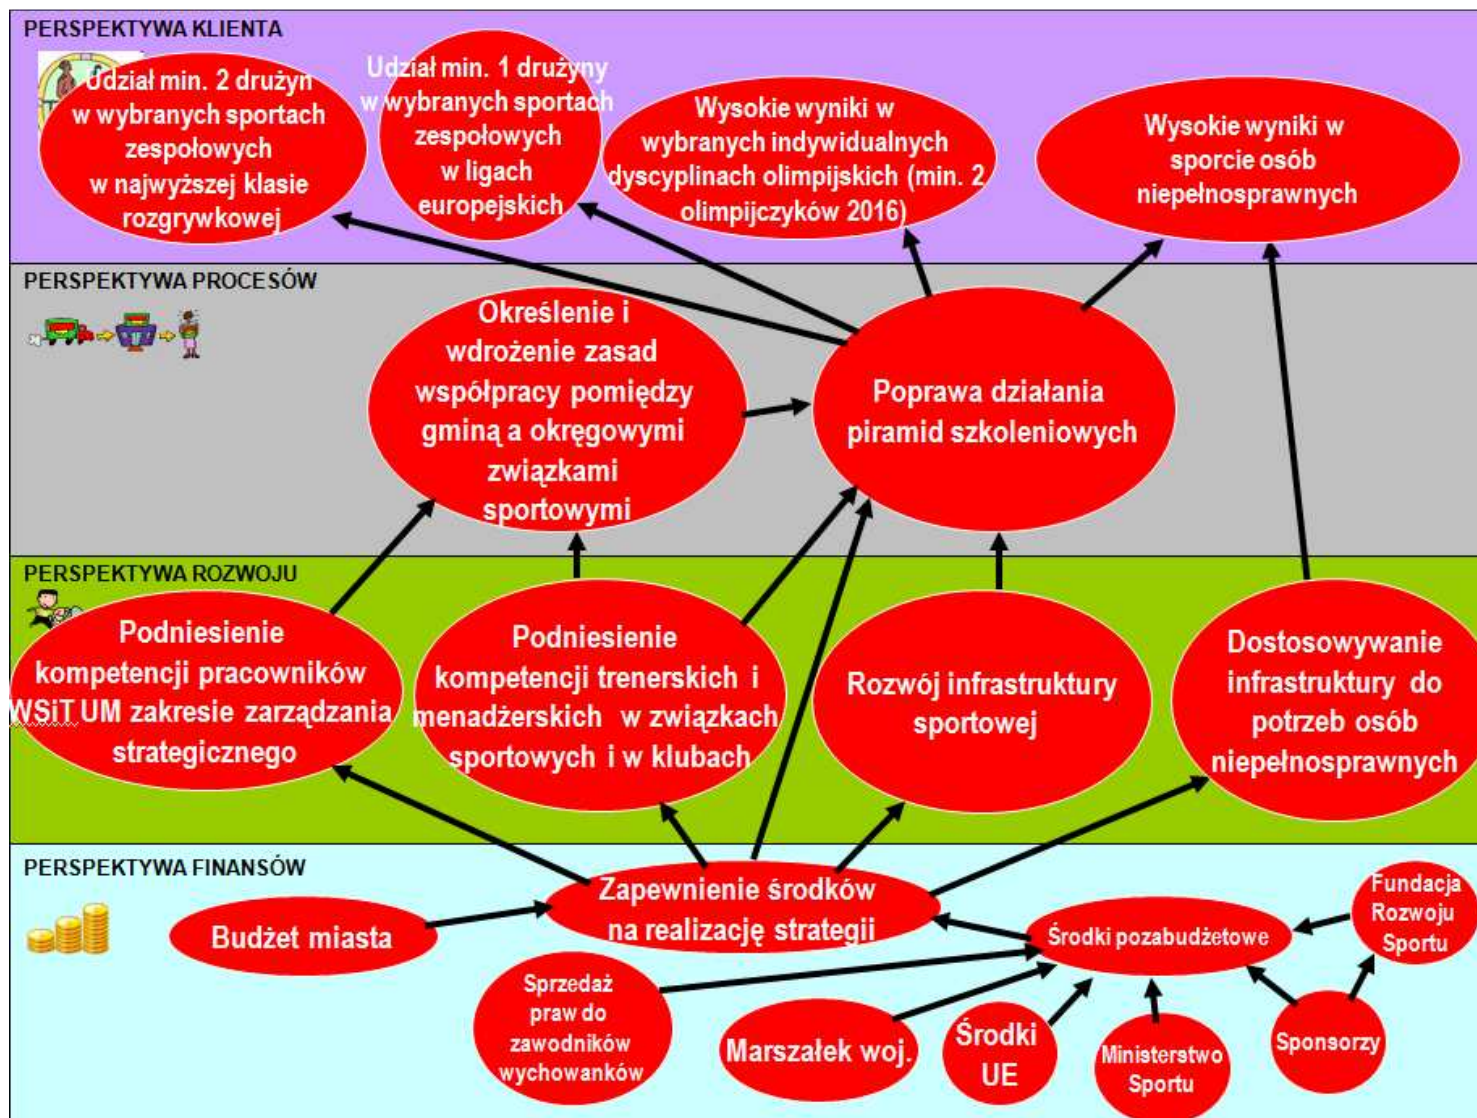 PERSPEKTYWA KLIENTA
Udział min. 2 drużyn
w wybranych sportach
zespołowych
w najwyższej klasie
rozgrywkowej
Udział min. 1 drużyny
w wybranych sportach
zespołowych
w ligach
europejskich
Wysokie wyniki w
wybranych indywidualnych
dyscyplinach olimpijskich (min. 2
olimpijczyków 2016)
Wysokie wyniki w
sporcie osób
niepełnosprawnych
PERSPEKTYWA PROCESÓW
Określenie i
wdrożenie zasad
współpracy pomiędzy
gminą a okręgowymi
związkami
sportowymi
Poprawa działania
piramid szkoleniowych
PERSPEKTYWA ROZWOJU
Podniesienie
kompetencji pracowników
WSiT UM zakresie zarządzania
strategicznego
Podniesienie
kompetencji trenerskich i
menadżerskich w związkach
sportowych i w klubach
Rozwój infrastruktury
sportowej
Dostosowywanie
infrastruktury do
potrzeb osób
niepełnosprawnych
PERSPEKTYWA FINANSÓW
Budżet miasta
Zapewnienie środków
na realizację strategii
Środki pozabudżetowe
Fundacja
Rozwoju
Sportu
Sprzedaż
praw do
zawodników
wychowanków
Marszałek woj.
Środki
UE
Ministerstwo
Sportu
Sponsorzy